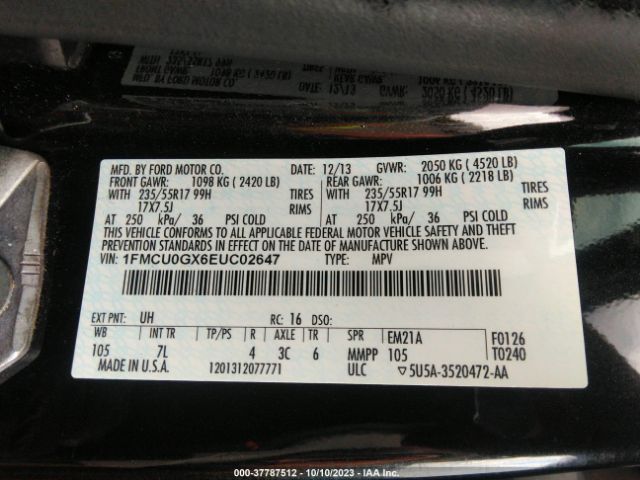 MFD. BY FORD MOTOR CO. DATE: 12/13 GVWR: 2050 KG ( 4520 LB)
FRONT GAWR: 1098 KG ( 2420 LB) REAR GAWR: 1006 KG ( 2218 LB)
WITH 235/55R17 99H TIRES WITH 235/55R17 99H TIRES
17X7.5J RIMS 17X7.5J RIMS
AT 250 kPa/ 36 PSI COLD AT 250 kPa/ 36 PSI COLD
THIS VEHICLE CONFORMS TO ALL APPLICABLE FEDERAL MOTOR VEHICLE SAFETY AND THEFT
PREVENTION STANDARDS IN EFFECT ON THE DATE OF MANUFACTURE SHOWN ABOVE.
VIN: 1FMCU0GX6EUC02647 TYPE: MPV
EXT PNT: UH RC: 16 DSO:
WB INT TR TP/PS R AXLE TR SPR EM21A F0126
105 7L 4 3C 6 MMPP 105 T0240
MADE IN U.S.A. 1201312077771 ULC ▽5U5A-3520472-AA
000-37787512 - 10/10/2023 - IAA Inc.